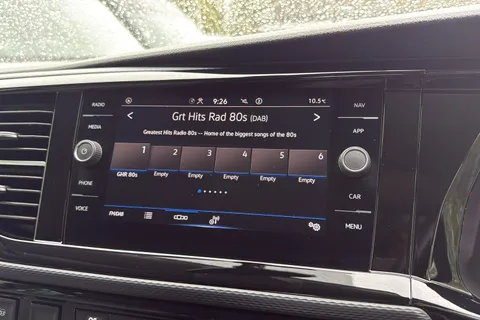 RADIO
9:26
10.5°C
NAV
Grt Hits Rad 80s (DAB)
MEDIA
APP
Greatest Hits Radio 80s -- Home of the biggest songs of the 80s
1 2 3 4 5 6
GHR 80s Empty Empty Empty Empty Empty
PHONE
CAR
VOICE
FM/DAB
MENU